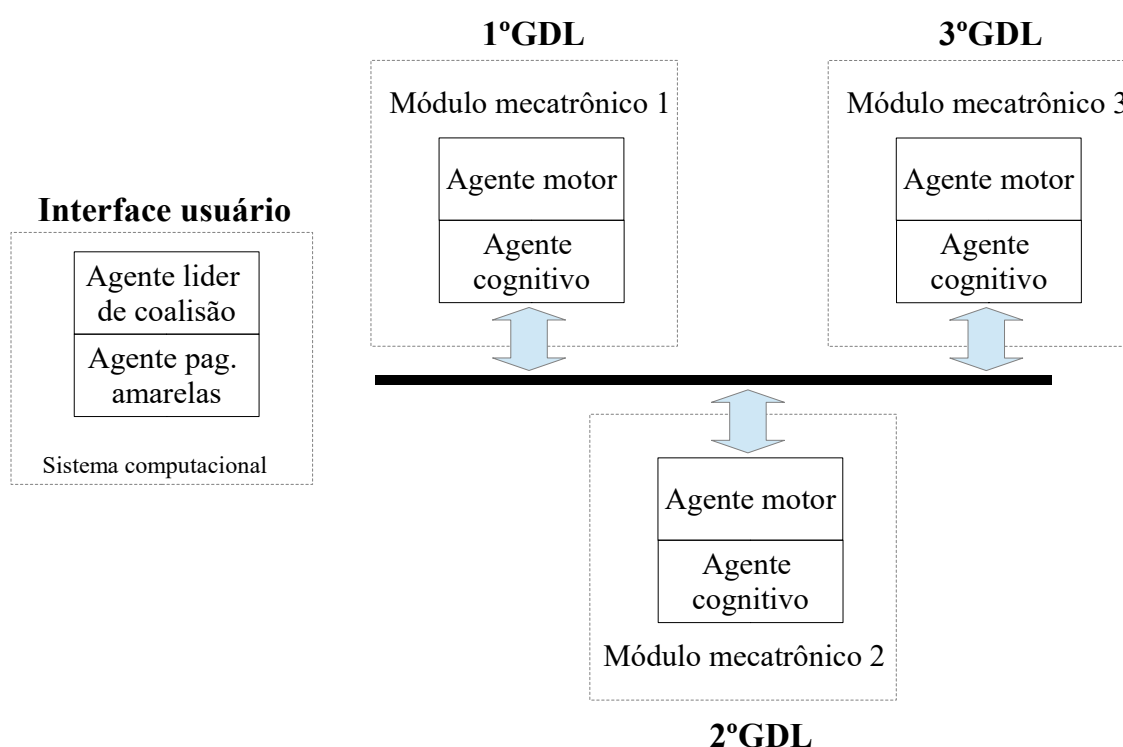 1ºGDL
3ºGDL
Módulo mecatrônico 1
Módulo mecatrônico 3
Agente motor
Agente
cognitivo
Agente motor
Agente
cognitivo
Interface usuário
Agente lider
de coalisão
Agente pag.
amarelas
Sistema computacional
Agente motor
Agente
cognitivo
Módulo mecatrônico 2
2ºGDL